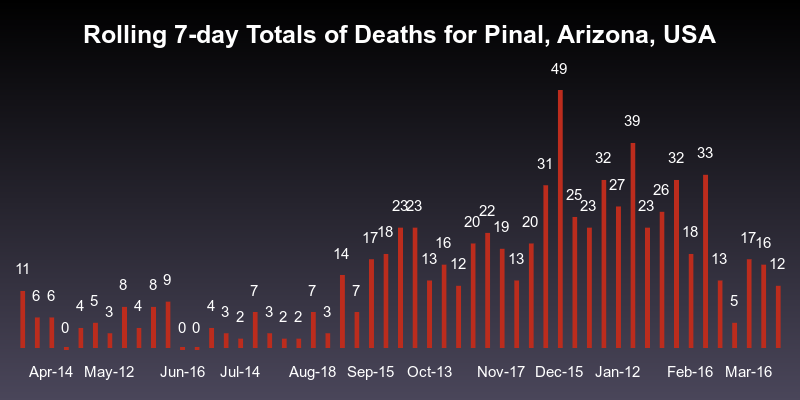 Rolling 7-day Totals of Deaths for Pinal, Arizona, USA
11 6 6 0 4 5 3 8 4 8 9 0 0 4 3 2 7 3 2 2 7 3 14 7 17 18 23 23 13 16 12 20 22 19 13 20 31 49 25 23 32 27 39 23 26 32 18 33 13 5 17 16 12
Apr-14 May-12 Jun-16 Jul-14 Aug-18 Sep-15 Oct-13 Nov-17 Dec-15 Jan-12 Feb-16 Mar-16